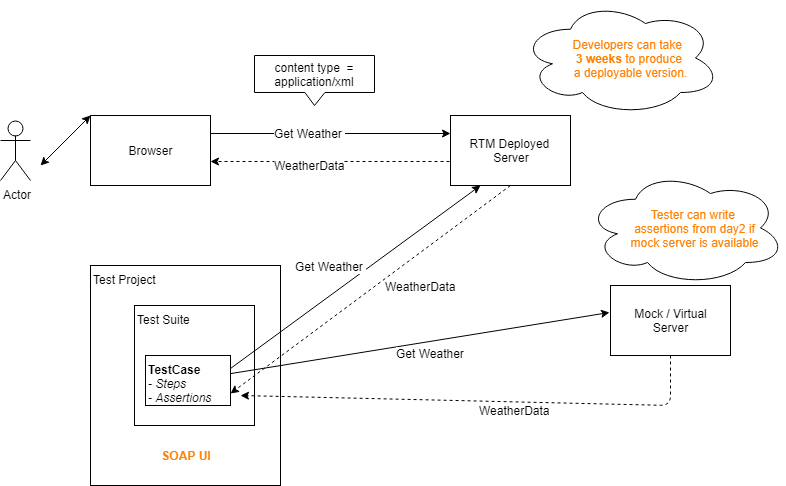 Developers can take
3 weeks to produce
a deployable version.
content type =
application/xml
Get Weather
Browser
RTM Deployed
Server
WeatherData
Actor
Tester can write
assertions from day2 if
mock server is available
Get Weather
Test Project
WeatherData
Test Suite
Mock / Virtual
Server
Get Weather
TestCase
- Steps
- Assertions
WeatherData
SOAP UI